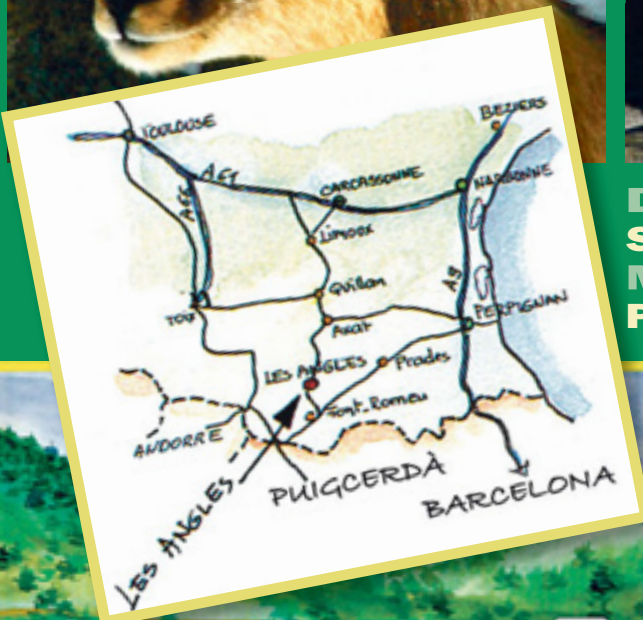 BEZIERS
TOULOUSE
A61
CARCASSONNE
NARBONNE
A66
Limoux
A9
Quillan
Axat
PERPIGNAN
Prades
LES ANGLES
Font-Romeu
ANDORRE
PUIGCERDÀ
BARCELONA
LES ANGLES